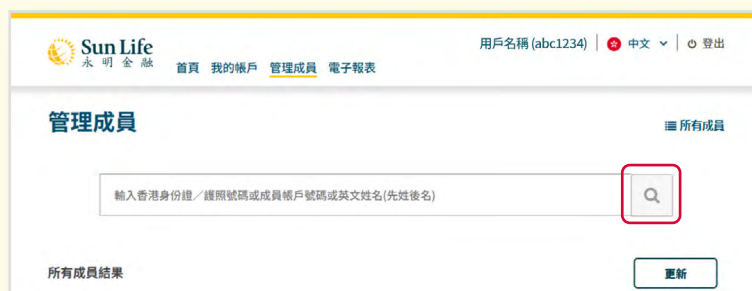 Sun Life
永明金融
用戶名稱 (abc1234) 中文 登出
首頁 我的帳戶 管理成員 電子報表
管理成員
所有成員
輸入香港身份證／護照號碼或成員帳戶號碼或英文姓名(先姓後名)
所有成員結果
更新